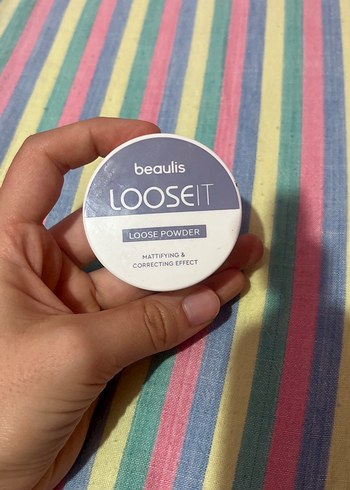 beaulis
LOOSEIT
LOOSE POWDER
MATTIFYING &
CORRECTING EFFECT